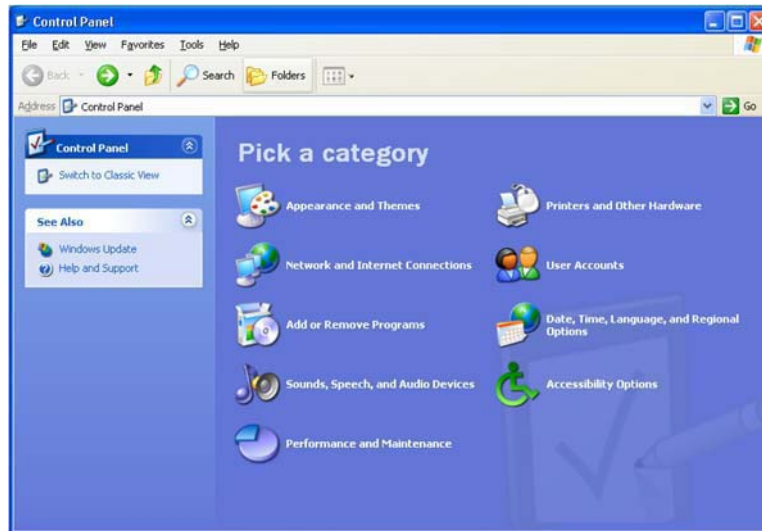 Control Panel
File Edit View Favorites Tools Help
Back Search Folders
Address Control Panel Go
Control Panel
Switch to Classic View
See Also
Windows Update
Help and Support
Pick a category
Appearance and Themes
Printers and Other Hardware
Network and Internet Connections
User Accounts
Add or Remove Programs
Date, Time, Language, and Regional
Options
Sounds, Speech, and Audio Devices
Accessibility Options
Performance and Maintenance